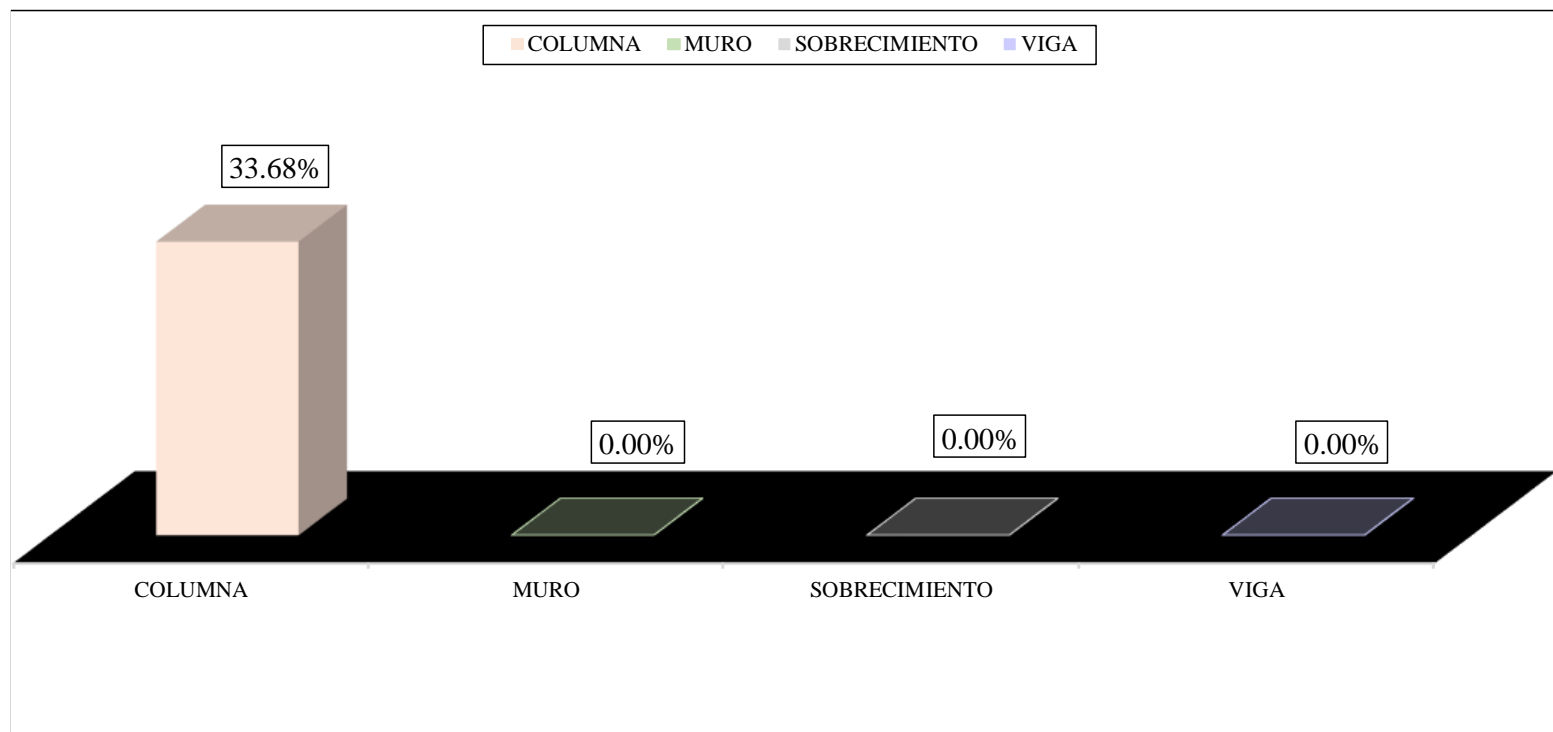 COLUMNA MURO SOBRECIMIENTO VIGA
33.68%
0.00% 0.00% 0.00%
COLUMNA MURO SOBRECIMIENTO VIGA